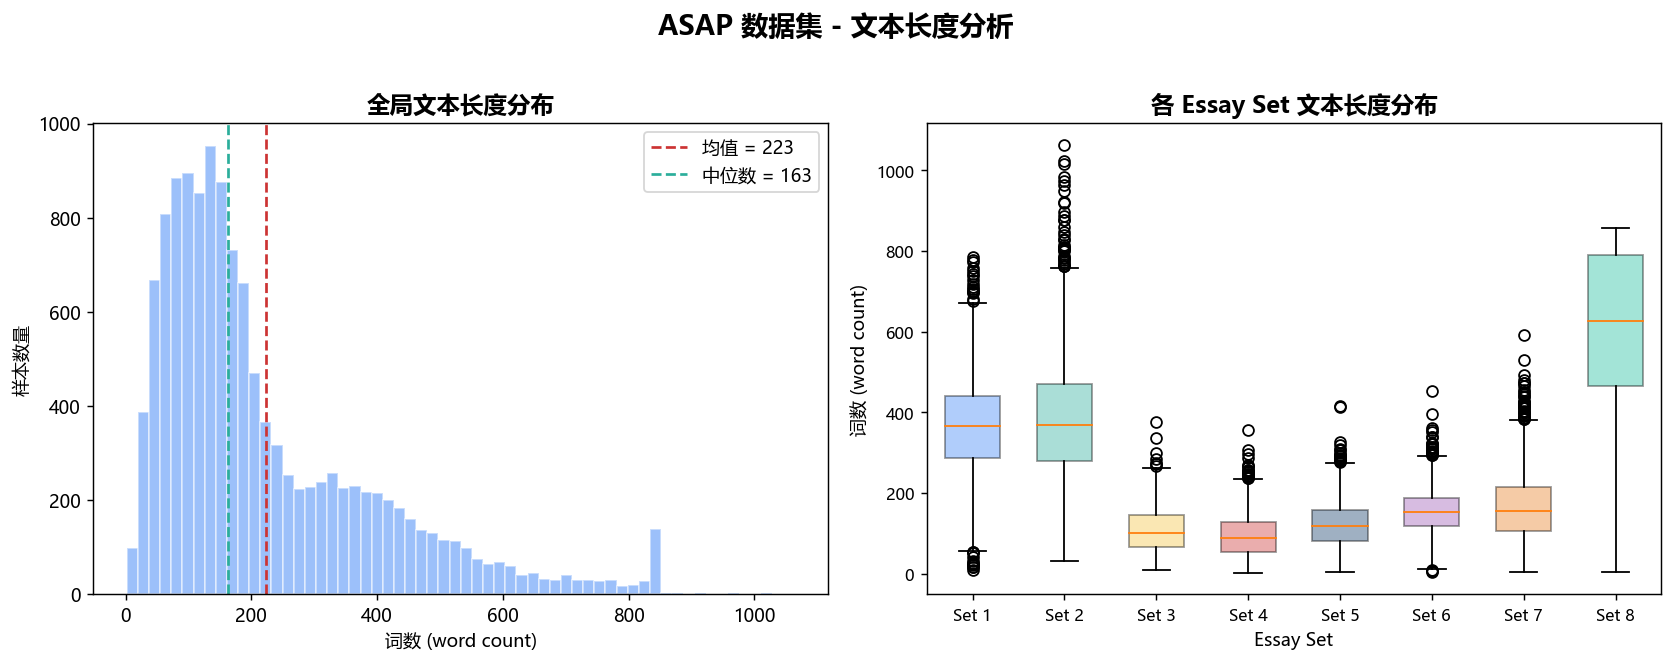 ASAP 数据集 - 文本长度分析
全局文本长度分布
1000
800
600
400
200
0
样本数量
均值 = 223
中位数 = 163
0 200 400 600 800 1000
词数 (word count)
各 Essay Set 文本长度分布
1000
800
600
400
200
0
词数 (word count)
Set 1 Set 2 Set 3 Set 4 Set 5 Set 6 Set 7 Set 8
Essay Set